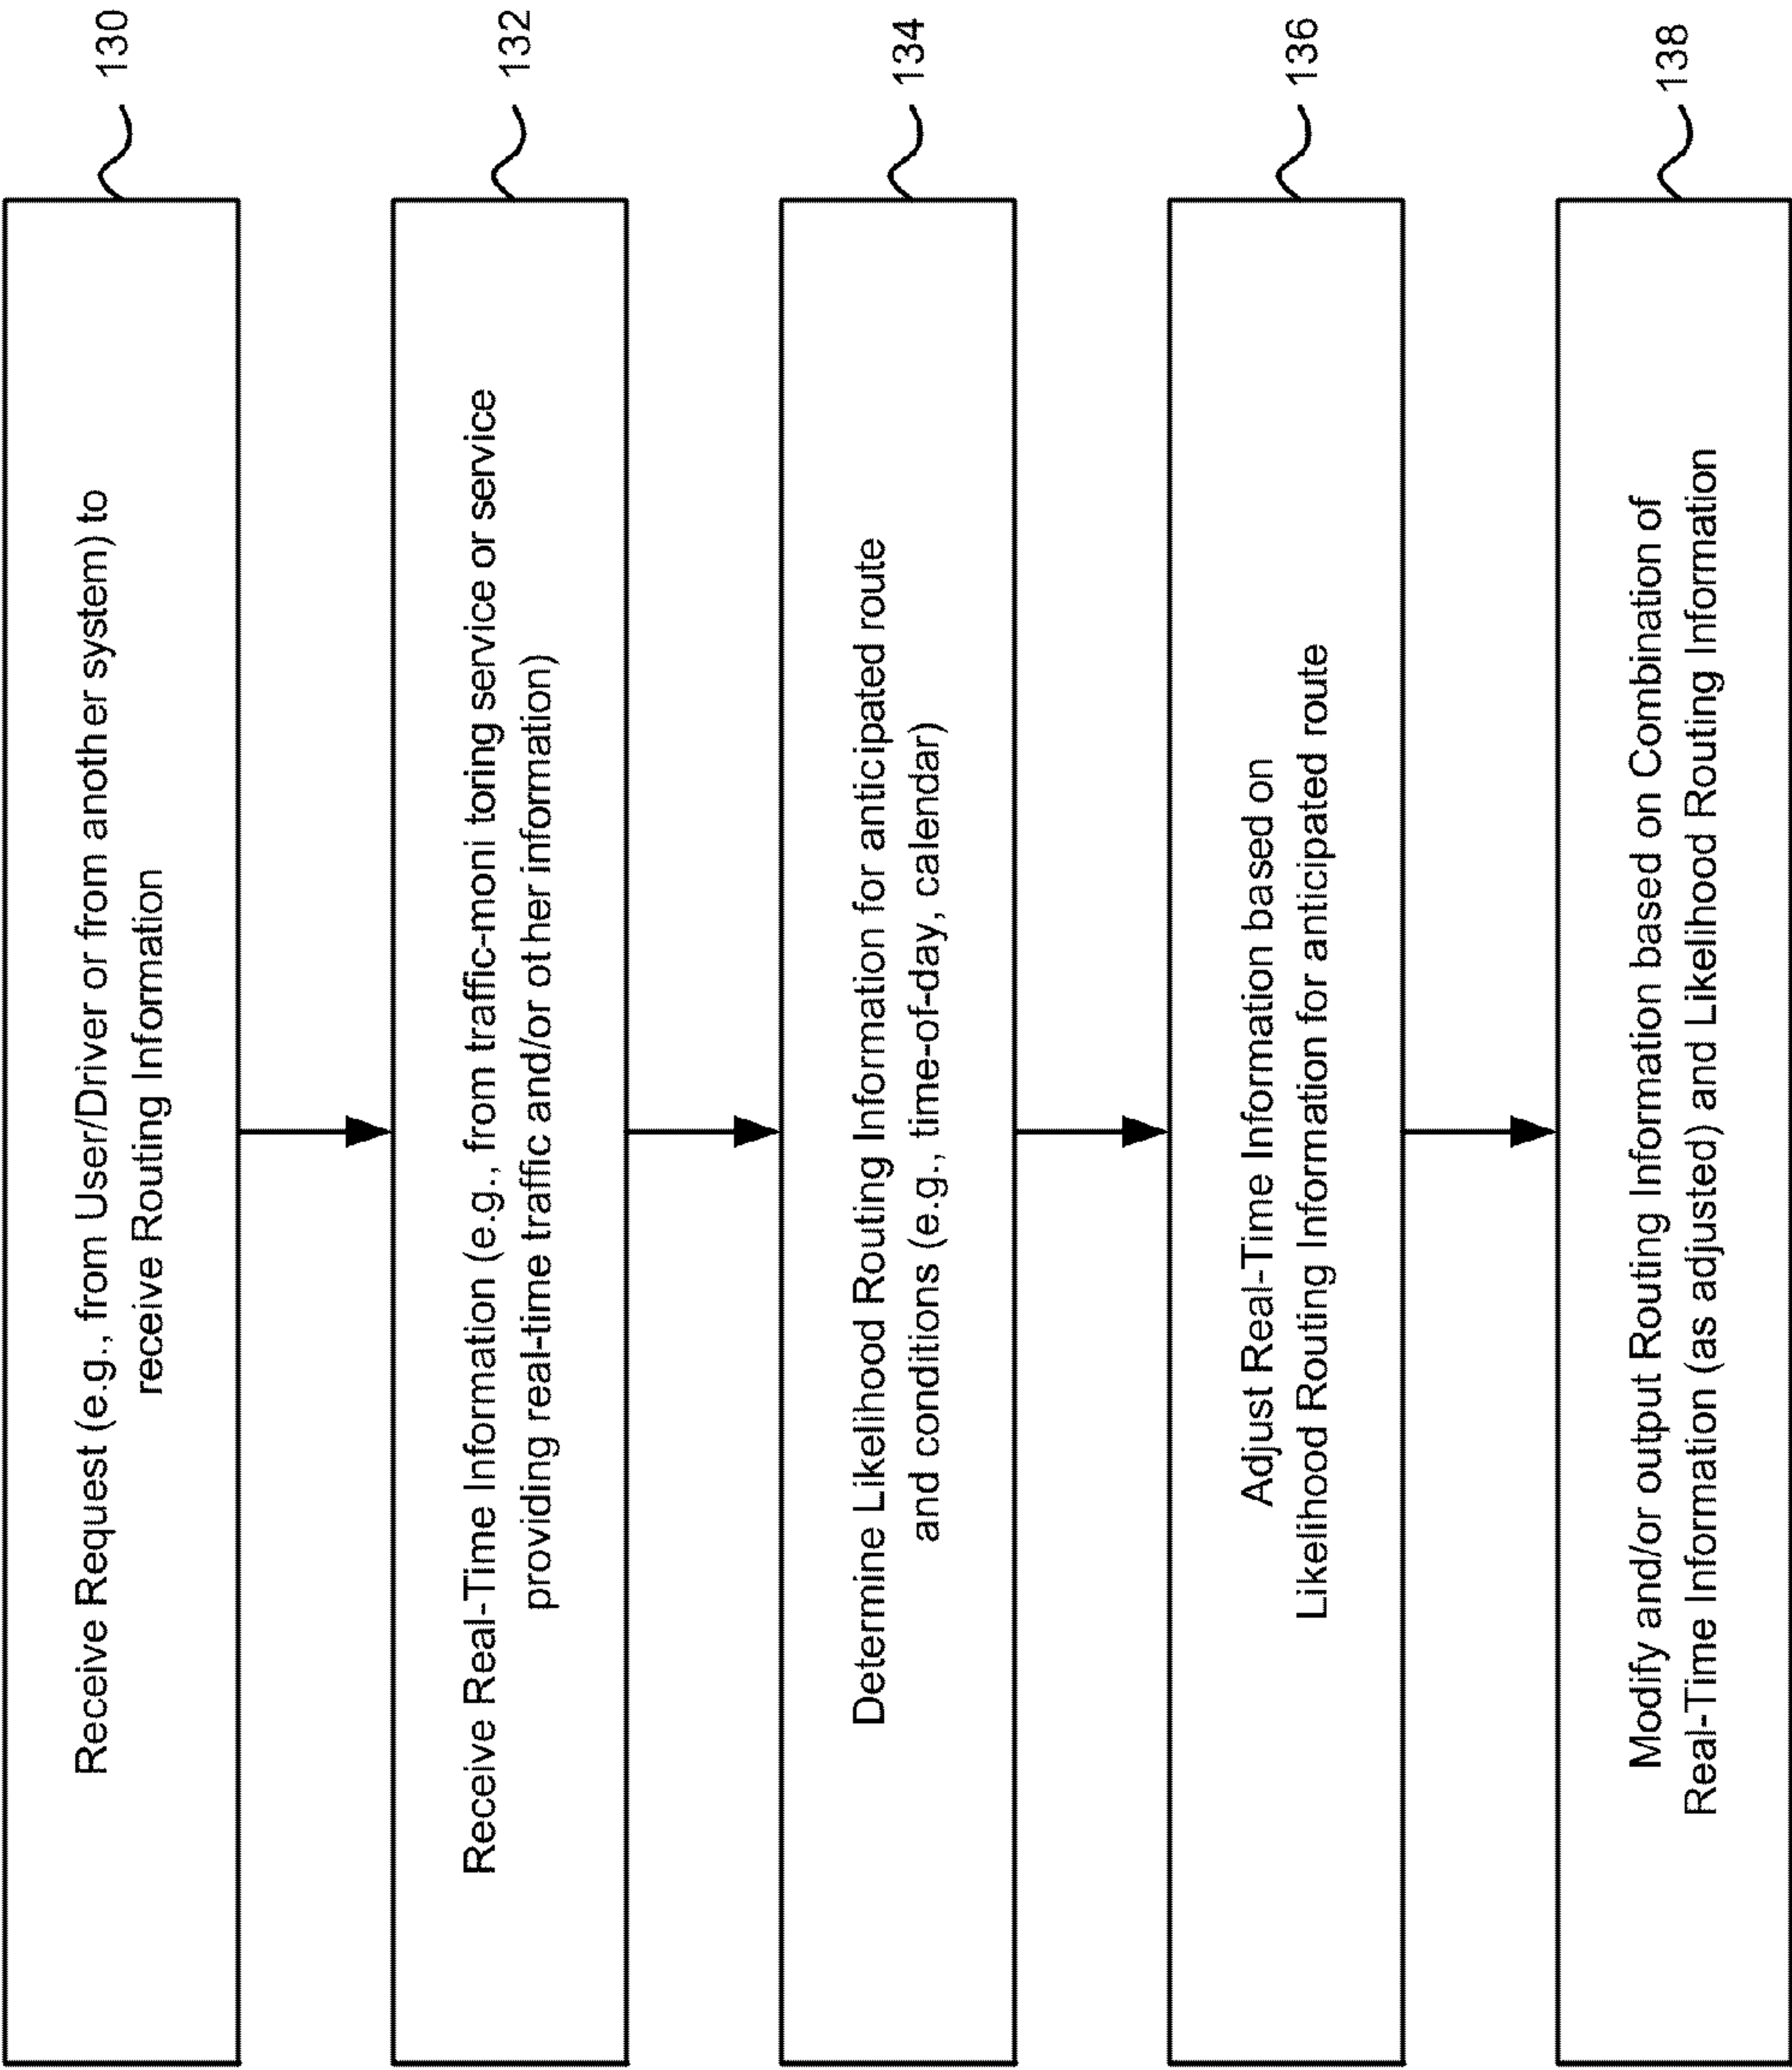 Receive Request (e.g., from User/Driver or from another system) to
receive Routing Information
130
Receive Real-Time Information (e.g., from traffic-moni toring service or service
providing real-time traffic and/or ot her information)
132
Determine Likelihood Routing Information for anticipated route
and conditions (e.g., time-of-day, calendar)
134
Adjust Real-Time Information based on
Likelihood Routing Information for anticipated route
136
Modify and/or output Routing Information based on Combination of
Real-Time Information (as adjusted) and Likelihood Routing Information
138